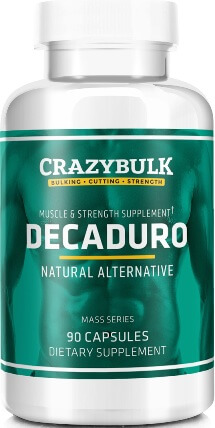 CRAZYBULK
BULKING • CUTTING • STRENGTH
MUSCLE & STRENGTH SUPPLEMENT†
DECADURO
NATURAL ALTERNATIVE
MASS SERIES
90 CAPSULES
DIETARY SUPPLEMENT